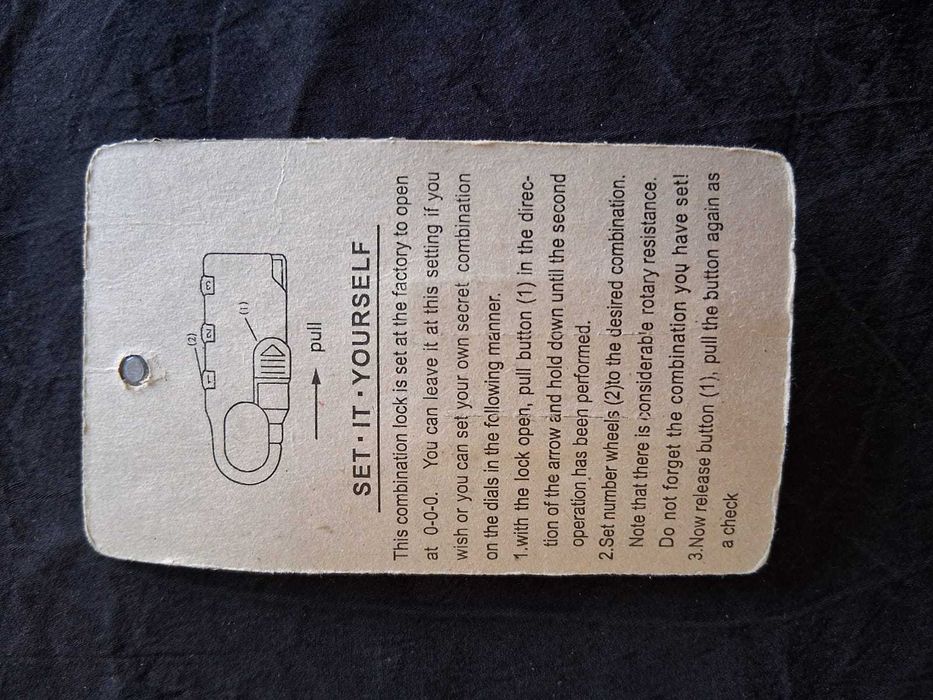 (2)
1 2 3
(1)
pull
SET·IT·YOURSELF
This combination lock is set at the factory to open
at 0-0-0. You can leave it at this setting if you
wish or you can set your own secret combination
on the dials in the following manner.
1.with the lock open, pull button (1) in the direc-
tion of the arrow and hold down until the second
operation has been performed.
2.Set number wheels (2)to the desired combination.
Note that there is considerable rotary resistance.
Do not forget the combination you have set!
3.Now release button (1), pull the button again as
a check